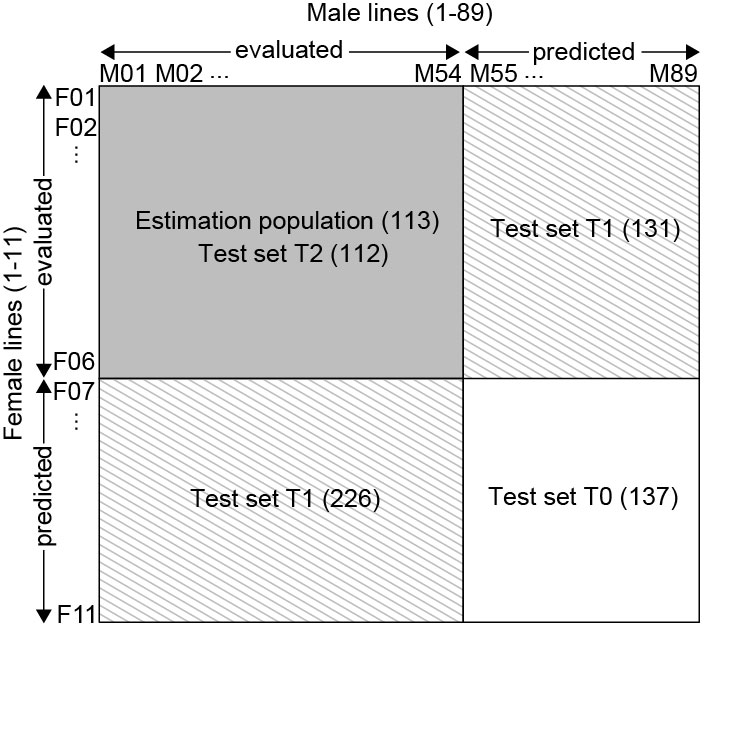 Male lines (1-89)
evaluated
predicted
M01 M02 ... M54 M55 ... M89
F01
F02
...
F06
F07
...
F11
Female lines (1-11)
evaluated
predicted
Estimation population (113)
Test set T2 (112)
Test set T1 (131)
Test set T1 (226)
Test set T0 (137)